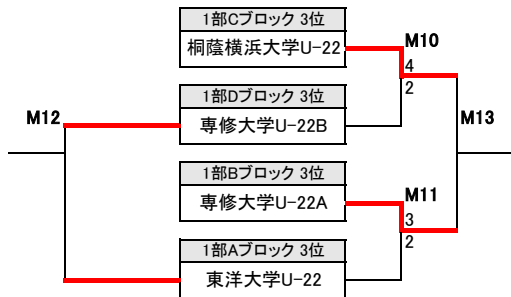 1部Cブロック 3位
桐蔭横浜大学U-22
M10
4
2
1部Dブロック 3位
専修大学U-22B
M12
M13
1部Bブロック 3位
専修大学U-22A
M11
3
2
1部Aブロック 3位
東洋大学U-22